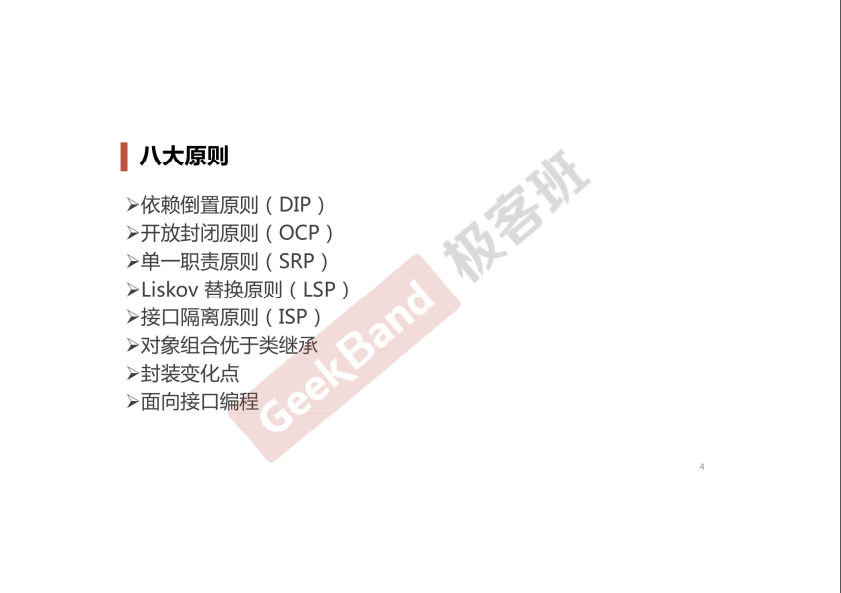 八大原则
➢依赖倒置原则（DIP）
➢开放封闭原则（OCP）
➢单一职责原则（SRP）
➢Liskov 替换原则（LSP）
➢接口隔离原则（ISP）
➢对象组合优于类继承
➢封装变化点
➢面向接口编程
GeekBand 极客班
4